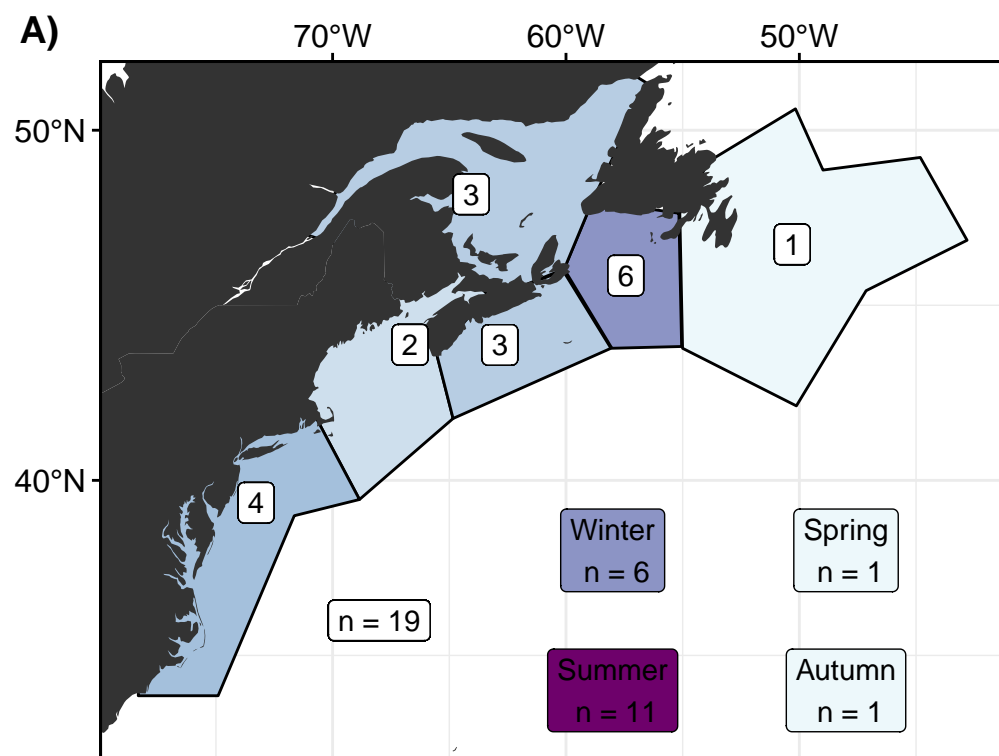 A)
70°W 60°W 50°W
50°N
3
1
6
2 3
40°N
4
Winter
n = 6
Spring
n = 1
n = 19
Summer
n = 11
Autumn
n = 1